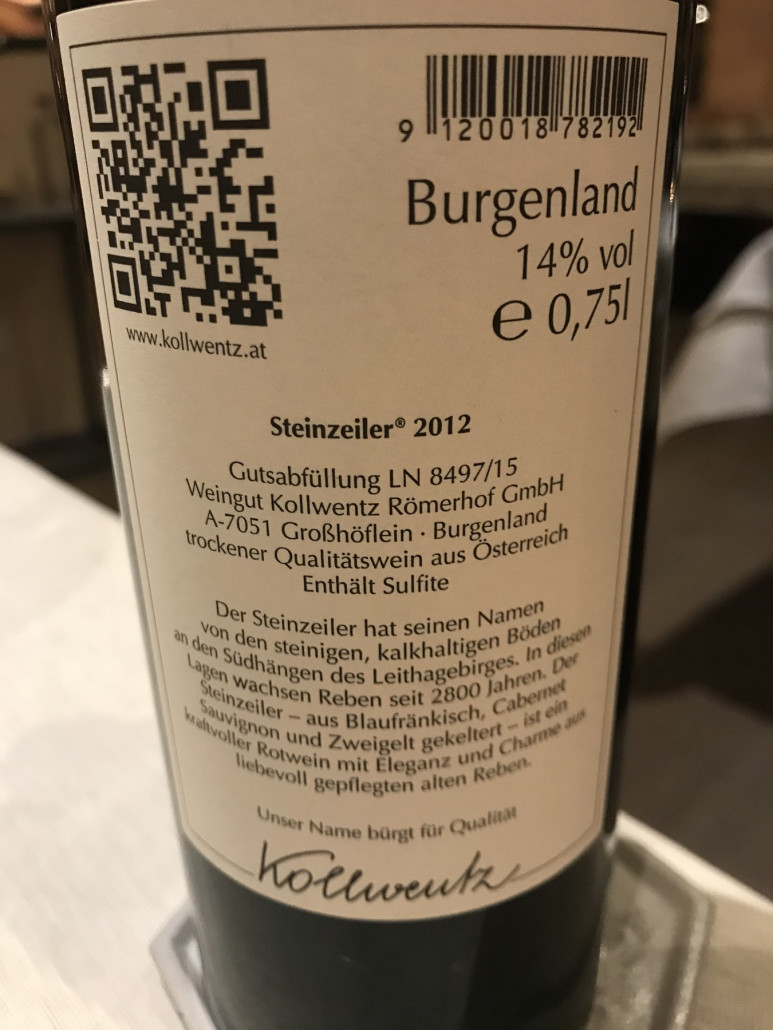 9 120018 782192
Burgenland
14% vol
e 0,75l
www.kollwentz.at
Steinzeiler® 2012
Gutsabfüllung LN 8497/15
Weingut Kollwentz Römerhof GmbH
A-7051 Großhöflein · Burgenland
trockener Qualitätswein aus Österreich
Enthält Sulfite
Der Steinzeiler hat seinen Namen
von den steinigen, kalkhaltigen Böden
an den Südhängen des Leithagebirges. In diesen
Lagen wachsen Reben seit 2800 Jahren. Der
Steinzeiler – aus Blaufränkisch, Cabernet
Sauvignon und Zweigelt gekeltert – ist ein
kraftvoller Rotwein mit Eleganz und Charme aus
liebevoll gepflegten alten Reben.
Unser Name bürgt für Qualität
Kollwentz